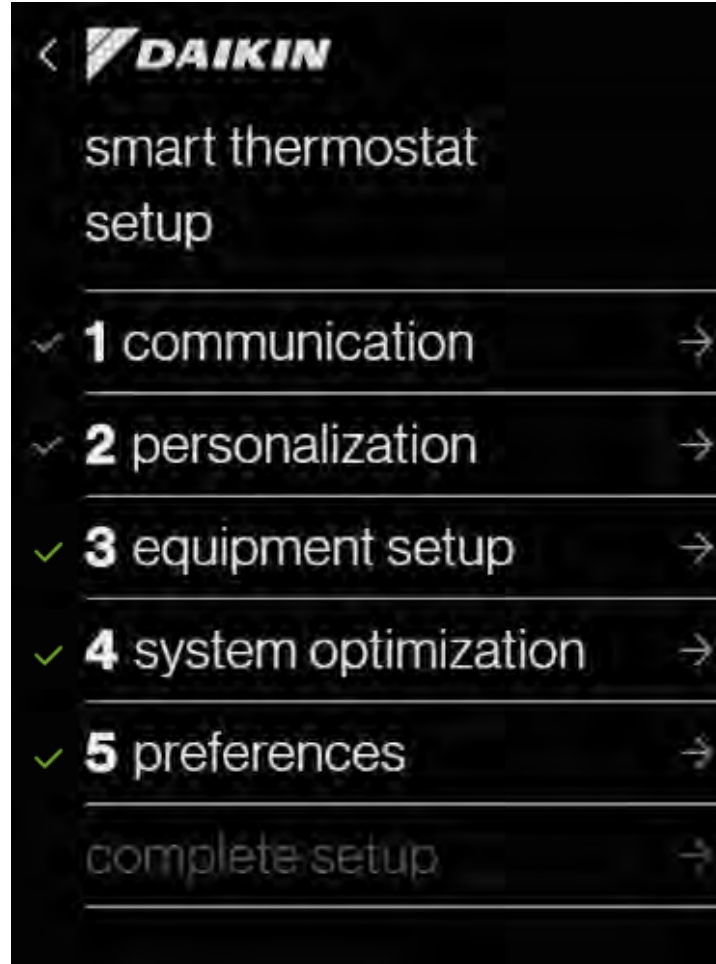 DAIKIN
smart thermostat
setup
1 communication
2 personalization
3 equipment setup
4 system optimization
5 preferences
complete setup